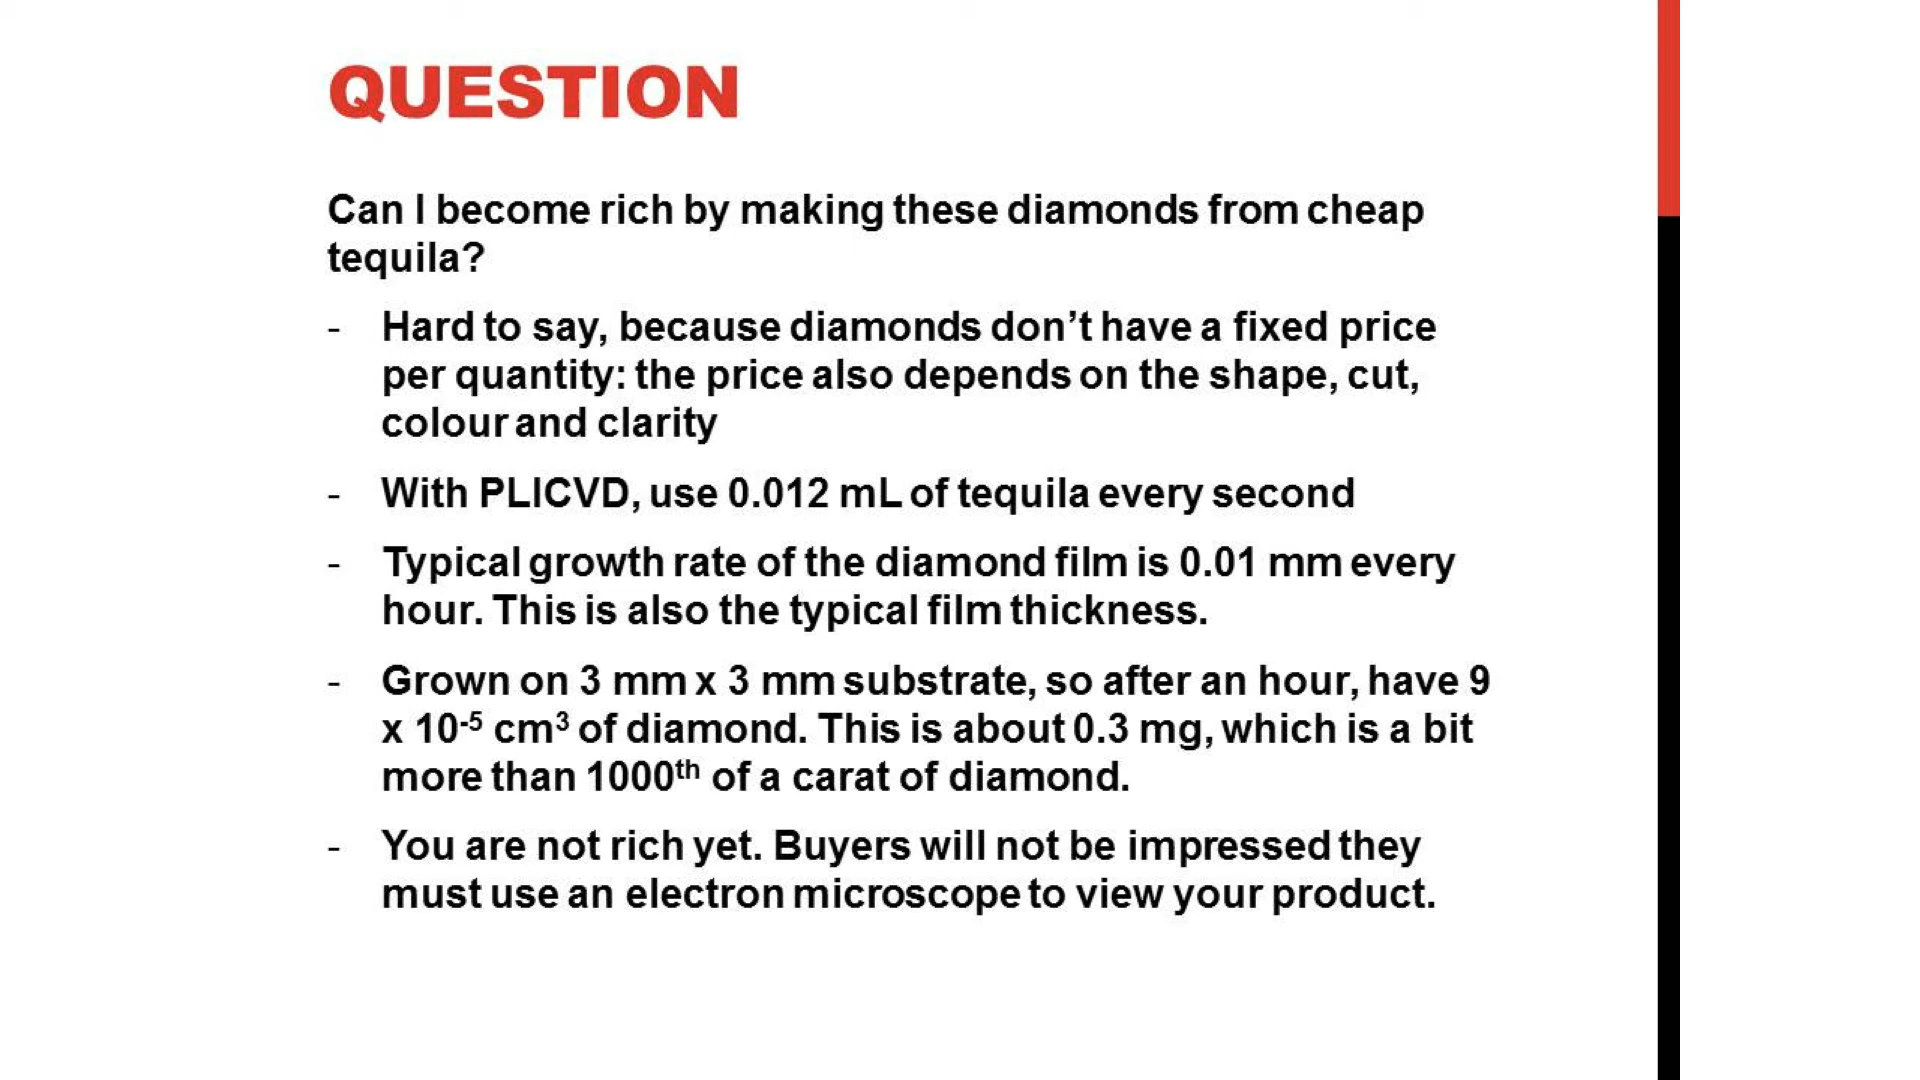 QUESTION
Can I become rich by making these diamonds from cheap
tequila?
- Hard to say, because diamonds don’t have a fixed price
per quantity: the price also depends on the shape, cut,
colour and clarity
- With PLICVD, use 0.012 mL of tequila every second
- Typical growth rate of the diamond film is 0.01 mm every
hour. This is also the typical film thickness.
- Grown on 3 mm x 3 mm substrate, so after an hour, have 9
x 10⁻⁵ cm³ of diamond. This is about 0.3 mg, which is a bit
more than 1000ᵗʰ of a carat of diamond.
- You are not rich yet. Buyers will not be impressed they
must use an electron microscope to view your product.